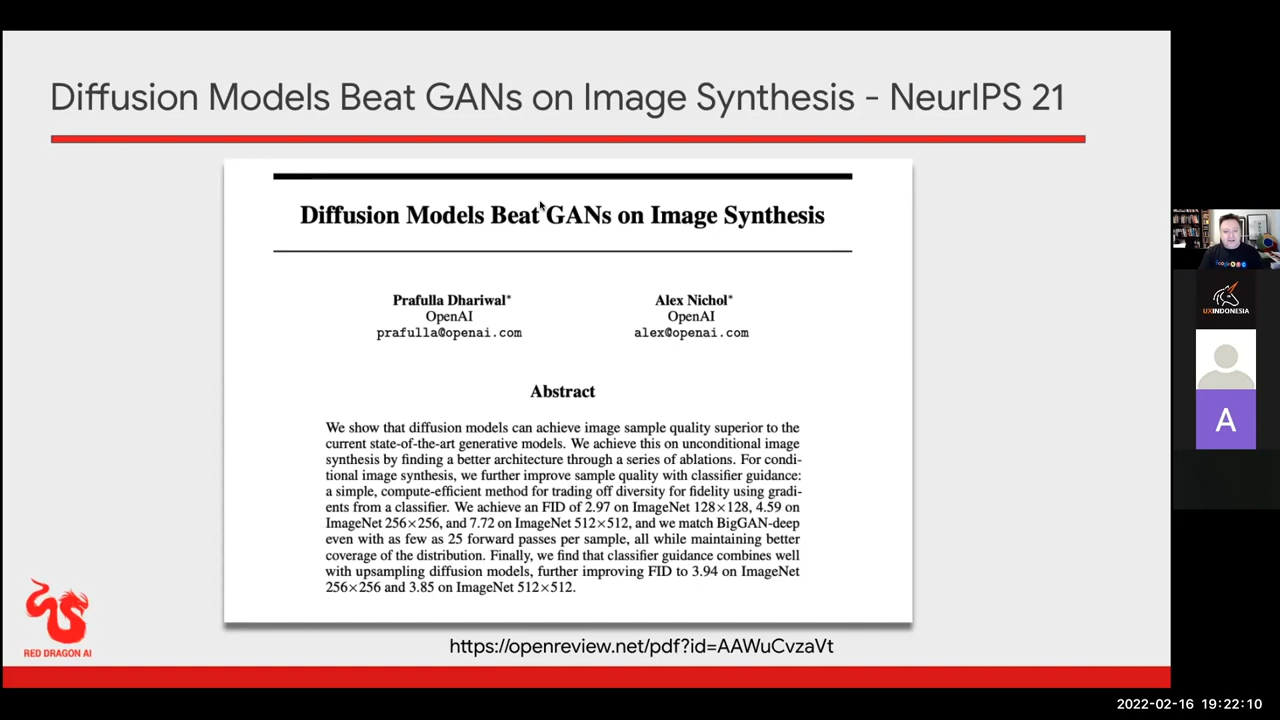 Diffusion Models Beat GANs on Image Synthesis - NeurIPS 21
Diffusion Models Beat GANs on Image Synthesis
Prafulla Dhariwal*
OpenAI
prafulla@openai.com
Alex Nichol*
OpenAI
alex@openai.com
Abstract
We show that diffusion models can achieve image sample quality superior to the
current state-of-the-art generative models. We achieve this on unconditional image
synthesis by finding a better architecture through a series of ablations. For condi-
tional image synthesis, we further improve sample quality with classifier guidance:
a simple, compute-efficient method for trading off diversity for fidelity using gradi-
ents from a classifier. We achieve an FID of 2.97 on ImageNet 128×128, 4.59 on
ImageNet 256×256, and 7.72 on ImageNet 512×512, and we match BigGAN-deep
even with as few as 25 forward passes per sample, all while maintaining better
coverage of the distribution. Finally, we find that classifier guidance combines well
with upsampling diffusion models, further improving FID to 3.94 on ImageNet
256×256 and 3.85 on ImageNet 512×512.
https://openreview.net/pdf?id=AAWuCvzaVt
RED DRAGON AI
UXINDONESIA
A
2022-02-16 19:22:10